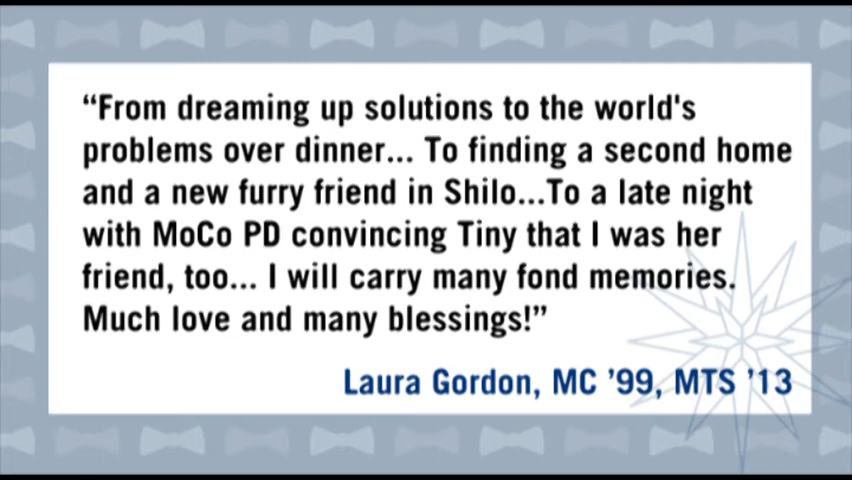 “From dreaming up solutions to the world's
problems over dinner... To finding a second home
and a new furry friend in Shilo...To a late night
with MoCo PD convincing Tiny that I was her
friend, too... I will carry many fond memories.
Much love and many blessings!”
Laura Gordon, MC ’99, MTS ’13